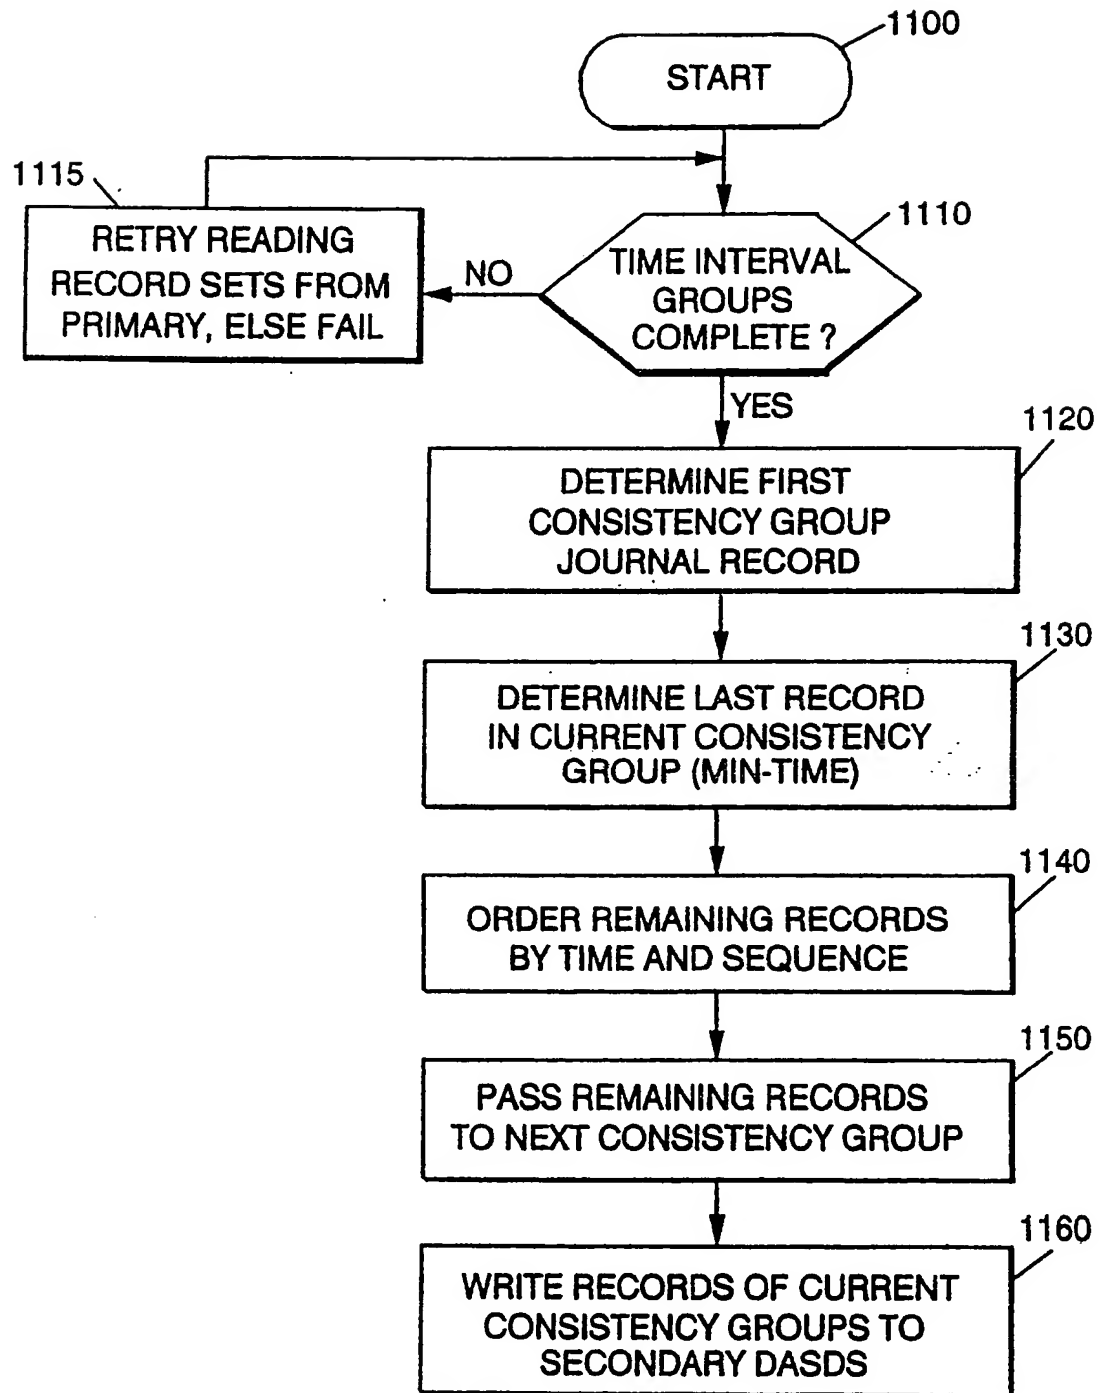 1100
START
1115
RETRY READING
RECORD SETS FROM
PRIMARY, ELSE FAIL
NO
1110
TIME INTERVAL
GROUPS
COMPLETE ?
YES
1120
DETERMINE FIRST
CONSISTENCY GROUP
JOURNAL RECORD
1130
DETERMINE LAST RECORD
IN CURRENT CONSISTENCY
GROUP (MIN-TIME)
1140
ORDER REMAINING RECORDS
BY TIME AND SEQUENCE
1150
PASS REMAINING RECORDS
TO NEXT CONSISTENCY GROUP
1160
WRITE RECORDS OF CURRENT
CONSISTENCY GROUPS TO
SECONDARY DASDS